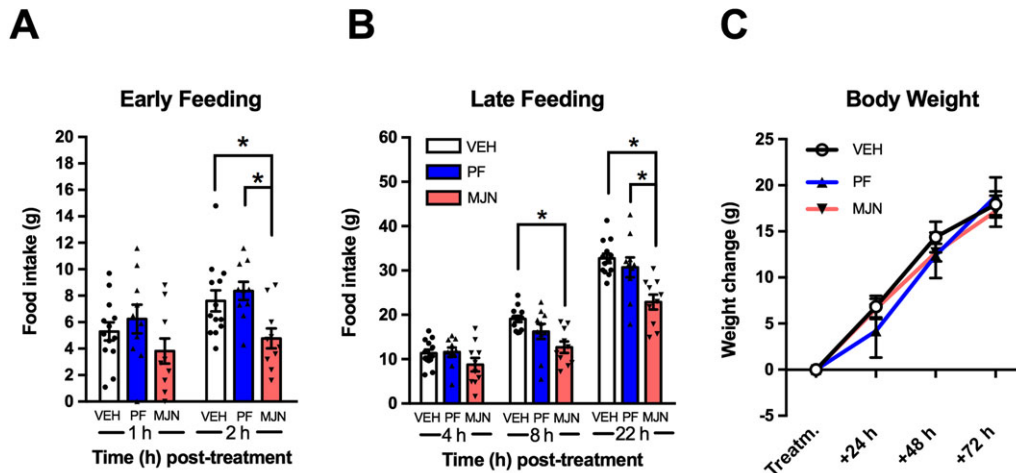 A
B
C
Early Feeding
Food intake (g)
20
18
16
14
12
10
8
6
4
2
0
*
*
VEH PF MJN VEH PF MJN
1 h 2 h
Time (h) post-treatment
Late Feeding
Food intake (g)
60
50
40
30
20
10
0
VEH
PF
MJN
*
*
*
VEH PF MJN VEH PF MJN VEH PF MJN
4 h 8 h 22 h
Time (h) post-treatment
Body Weight
Weight change (g)
25
20
15
10
5
0
-5
VEH
PF
MJN
Treatm. +24 h +48 h +72 h